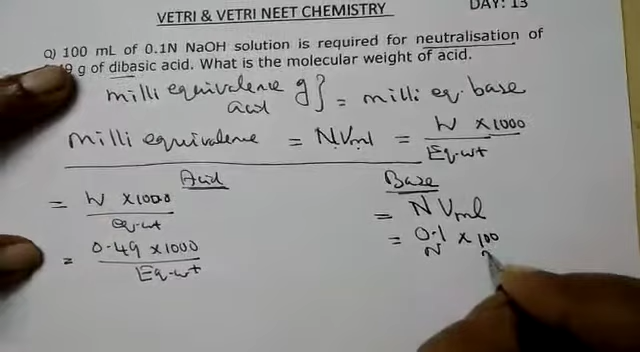 VETRI & VETRI NEET CHEMISTRY DAY: 13
Q) 100 mL of 0.1N NaOH solution is required for neutralisation of
49 g of dibasic acid. What is the molecular weight of acid.
milli equivalence of acid } = milli eq. base
milli equivalence = NVml = W × 1000 / Eq.wt
Acid Base
= W ×1000 / Eq.wt = N Vml
= 0.49 ×1000 / Eq.wt = 0.1 × 100
N